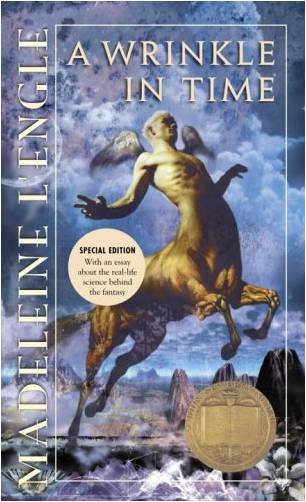 A WRINKLE
IN TIME
MADELEINE L'ENGLE
SPECIAL EDITION
With an essay
about the real-life
science behind
the fantasy